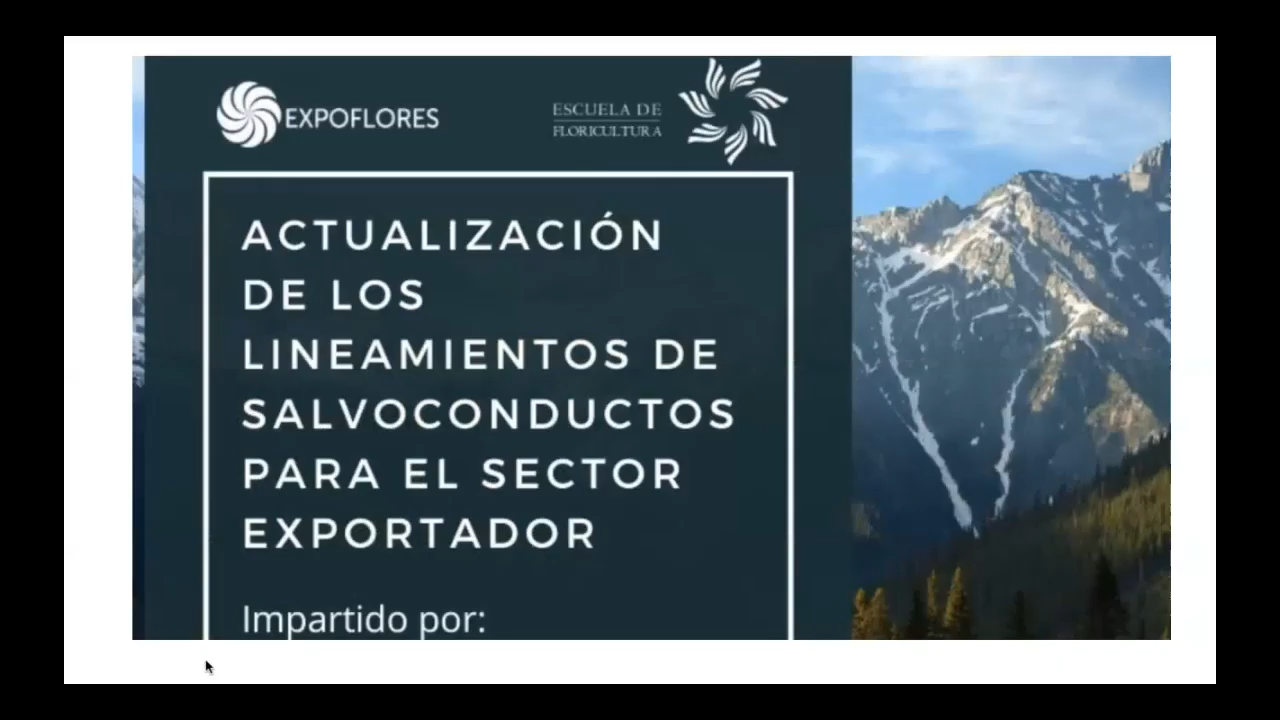 EXPOFLORES
ESCUELA DE
FLORICULTURA
ACTUALIZACIÓN
DE LOS
LINEAMIENTOS DE
SALVOCONDUCTOS
PARA EL SECTOR
EXPORTADOR
Impartido por: